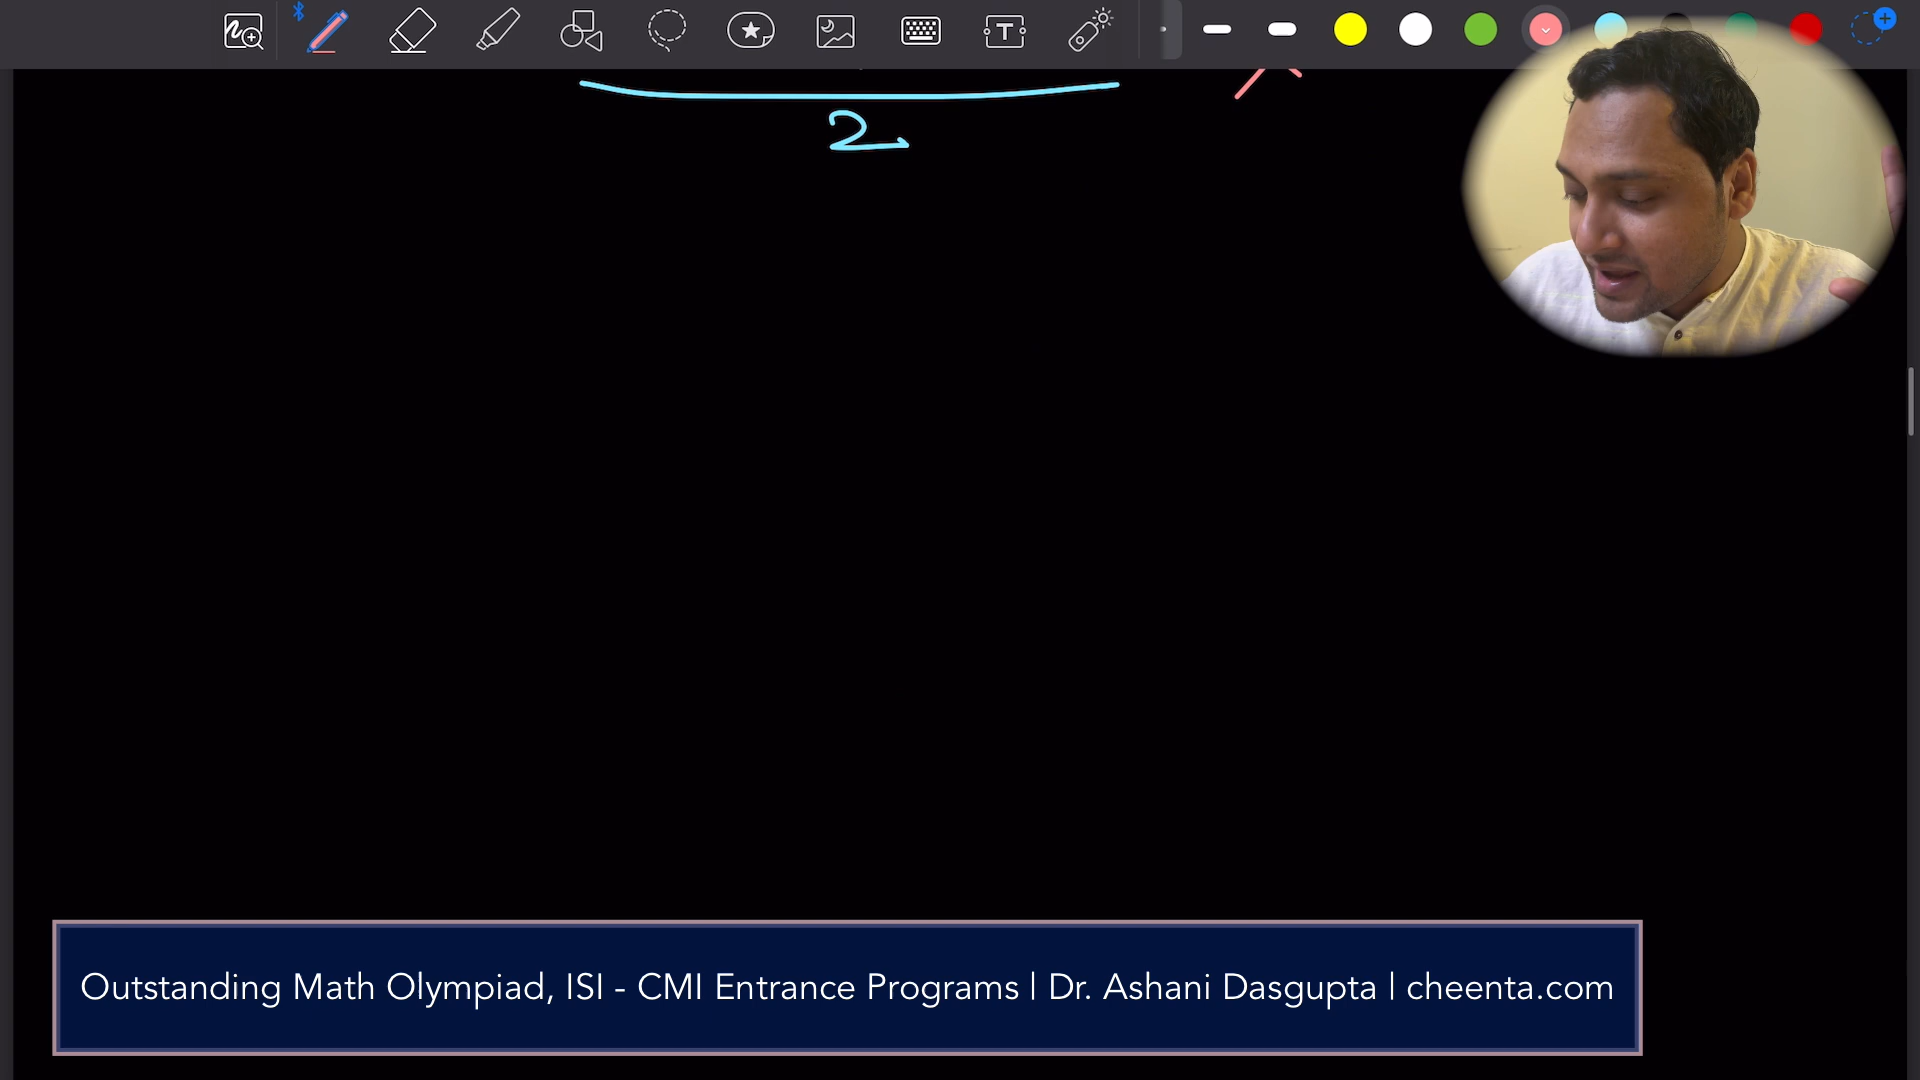 T
2
Outstanding Math Olympiad, ISI - CMI Entrance Programs | Dr. Ashani Dasgupta | cheenta.com